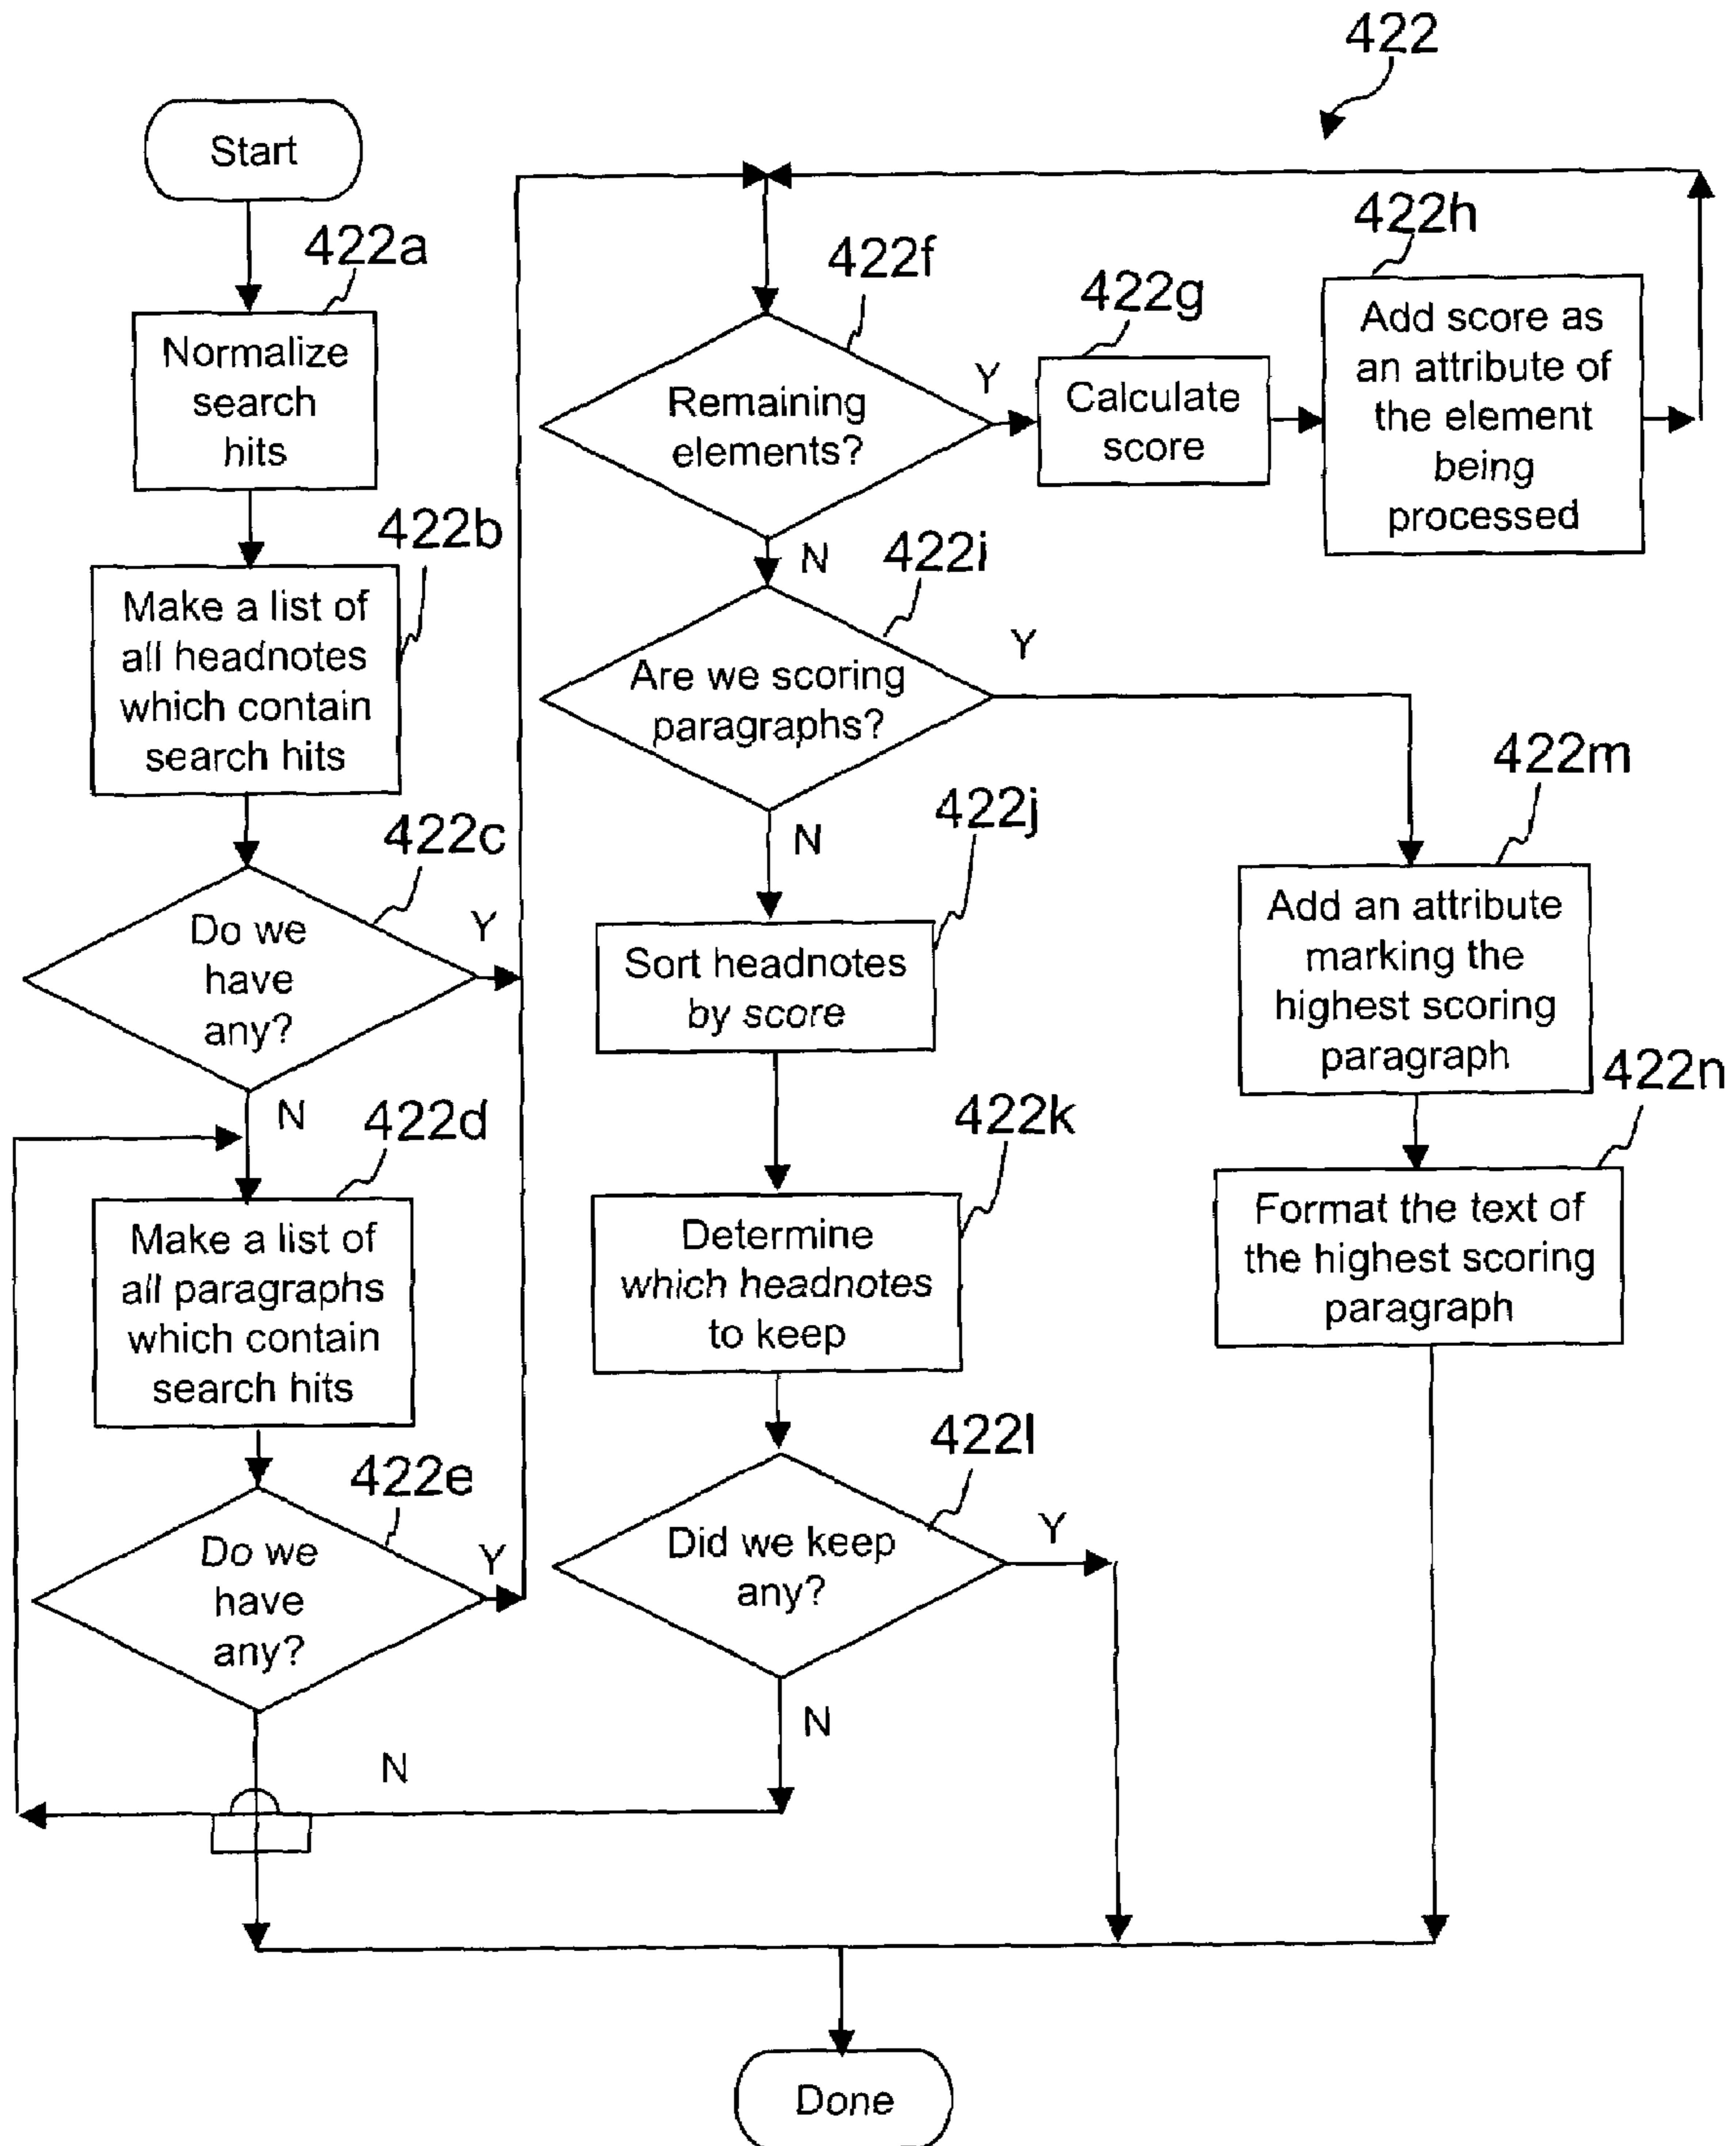 422
Start
422a
Normalize
search
hits
422b
Make a list of
all headnotes
which contain
search hits
422c
Do we
have
any?
Y
N
422d
Make a list of
all paragraphs
which contain
search hits
422e
Do we
have
any?
Y
N
422f
Remaining
elements?
Y
N
422g
Calculate
score
422h
Add score as
an attribute of
the element
being
processed
422i
Are we scoring
paragraphs?
Y
N
422j
Sort headnotes
by score
422k
Determine
which headnotes
to keep
422l
Did we keep
any?
Y
N
422m
Add an attribute
marking the
highest scoring
paragraph
422n
Format the text of
the highest scoring
paragraph
Done